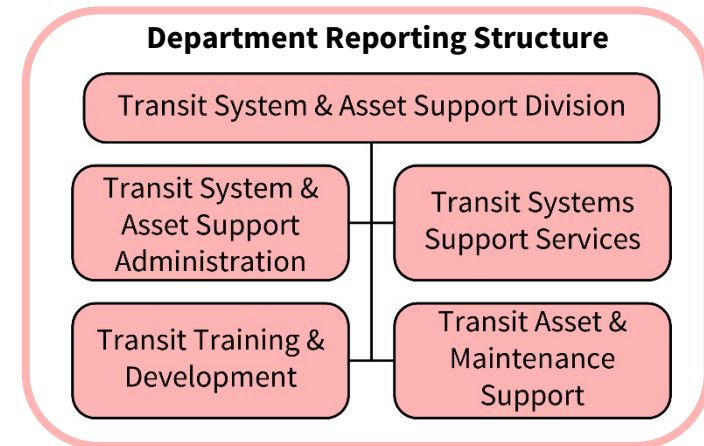 Department Reporting Structure
Transit System & Asset Support Division
Transit System &
Asset Support
Administration
Transit Systems
Support Services
Transit Training &
Development
Transit Asset &
Maintenance
Support